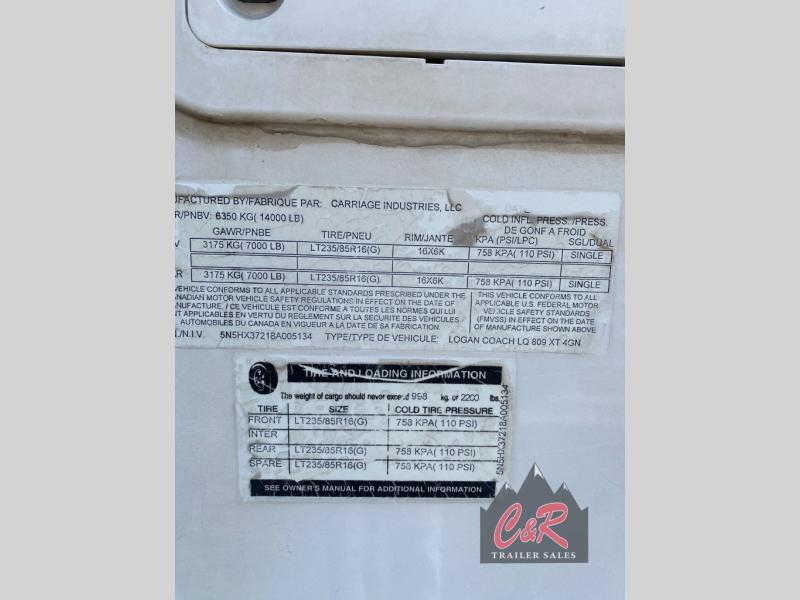 NUFACTURED BY/FABRIQUE PAR: CARRIAGE INDUSTRIES, LLC
R/PNBV: 6350 KG( 14000 LB)
DATE
COLD INFL. PRESS./PRESS.
DE GONF A FROID
GAWR/PNBE TIRE/PNEU RIM/JANTE KPA (PSI/LPC) SGL/DUAL
V 3175 KG( 7000 LB) LT235/85R16(G) 16X6K 758 KPA( 110 PSI) SINGLE
R 3175 KG( 7000 LB) LT235/85R16(G) 16X6K 758 KPA( 110 PSI) SINGLE
VEHICLE CONFORMS TO ALL APPLICABLE STANDARDS PRESCRIBED UNDER THE
NADIAN MOTOR VEHICLE SAFETY REGULATIONS IN EFFECT ON THE DATE OF
NUFACTURE. / CE VEHICULE EST CONFORME A TOUTES LES NORMES QUI LUI
NT APPLICABLES EN VERTU DU REGLEMENT SUR LA SECURITE DES VEHICULES
AUTOMOBILES DU CANADA EN VIGUEUR A LA DATE DE SA FABRICATION.
THIS VEHICLE CONFORMS TO ALL
APPLICABLE U.S. FEDERAL MOTOR
VEHICLE SAFETY STANDARDS
(FMVSS) IN EFFECT ON THE DATE
OF MANUFACTURE SHOWN ABOVE
./N.I.V. 5N5HX37218A005134 TYPE/TYPE DE VEHICULE: LOGAN COACH LQ 809 XT 4GN
TIRE AND LOADING INFORMATION
The weight of cargo should never exceed 998 kg. or 2200 lbs
TIRE SIZE COLD TIRE PRESSURE
FRONT LT235/85R16(G) 758 KPA( 110 PSI)
INTER
REAR LT235/85R16(G) 758 KPA( 110 PSI)
SPARE LT235/85R16(G) 758 KPA( 110 PSI)
SEE OWNER'S MANUAL FOR ADDITIONAL INFORMATION
5N5HX37218A005134
C&R
TRAILER SALES